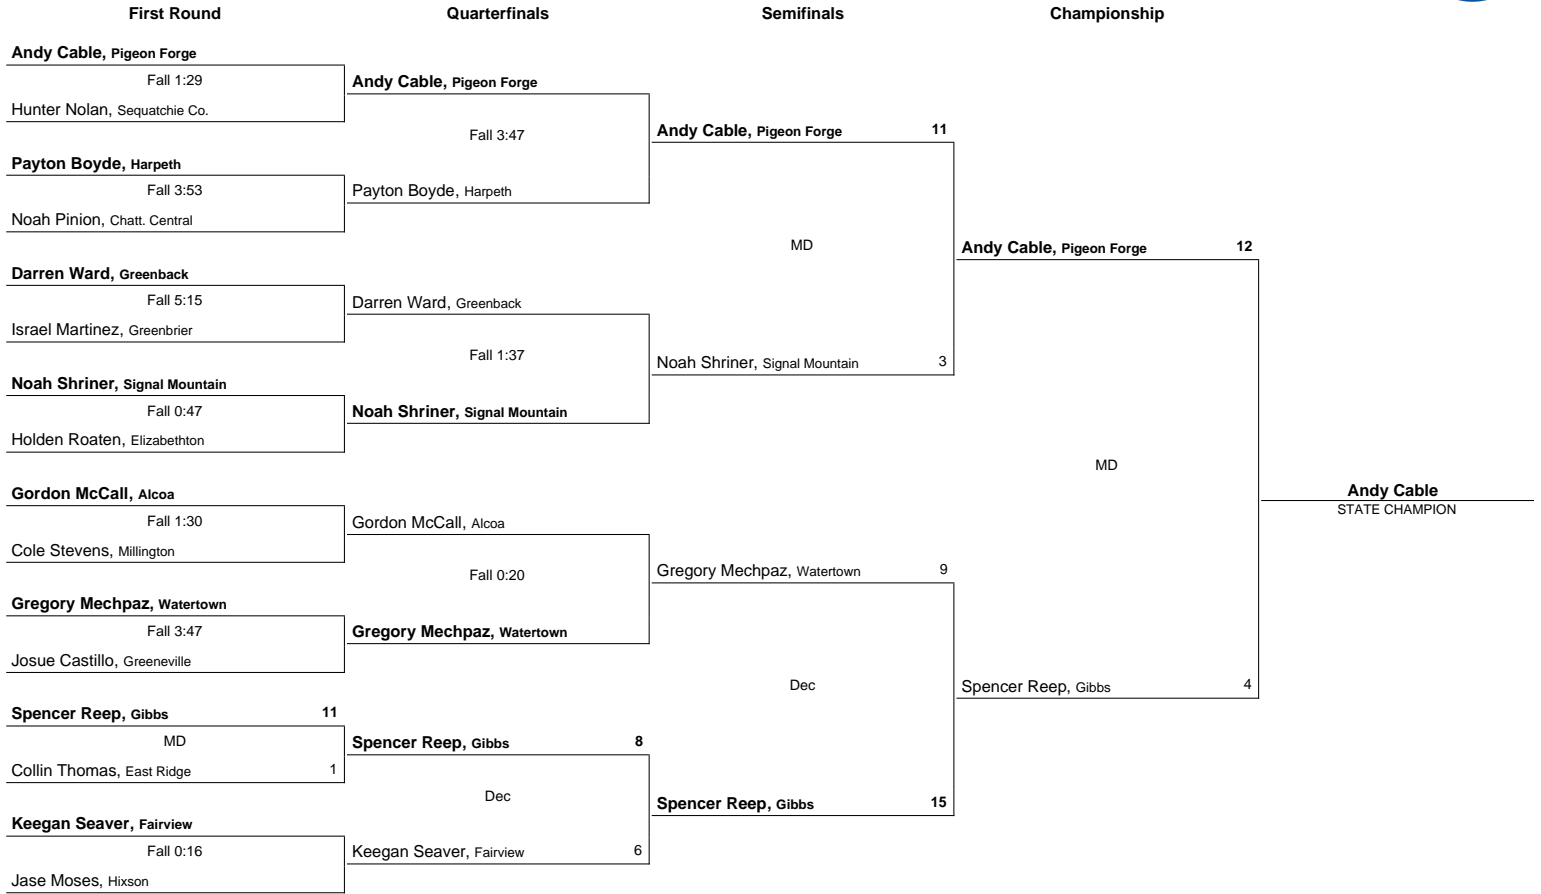 First Round
Quarterfinals
Semifinals
Championship
Andy Cable, Pigeon Forge
Fall 1:29
Hunter Nolan, Sequatchie Co.
Payton Boyde, Harpeth
Fall 3:53
Noah Pinion, Chatt. Central
Darren Ward, Greenback
Fall 5:15
Israel Martinez, Greenbrier
Noah Shriner, Signal Mountain
Fall 0:47
Holden Roaten, Elizabethton
Gordon McCall, Alcoa
Fall 1:30
Cole Stevens, Millington
Gregory Mechpaz, Watertown
Fall 3:47
Josue Castillo, Greeneville
Spencer Reep, Gibbs 11
MD
Collin Thomas, East Ridge 1
Keegan Seaver, Fairview
Fall 0:16
Jase Moses, Hixson
Andy Cable, Pigeon Forge
Fall 3:47
Payton Boyde, Harpeth
Darren Ward, Greenback
Fall 1:37
Noah Shriner, Signal Mountain
Gordon McCall, Alcoa
Fall 0:20
Gregory Mechpaz, Watertown
Spencer Reep, Gibbs 8
Dec
Keegan Seaver, Fairview 6
Andy Cable, Pigeon Forge 11
MD
Noah Shriner, Signal Mountain 3
Gregory Mechpaz, Watertown 9
Dec
Spencer Reep, Gibbs 15
Andy Cable, Pigeon Forge 12
MD
Spencer Reep, Gibbs 4
Andy Cable
STATE CHAMPION